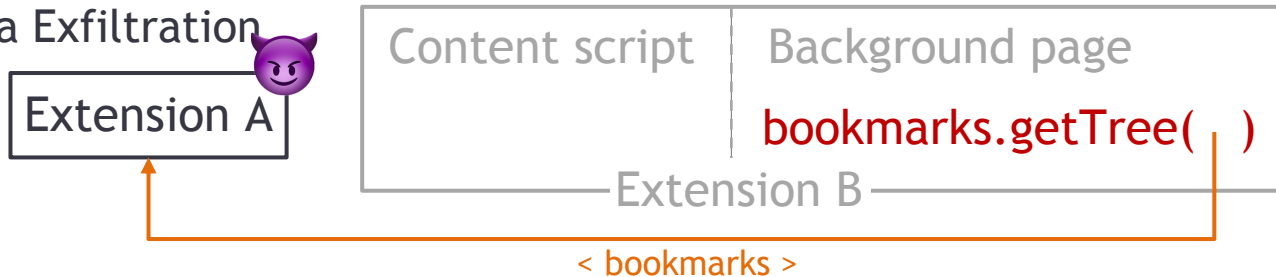 a Exfiltration
Extension A
Content script
Background page
bookmarks.getTree( )
Extension B
< bookmarks >